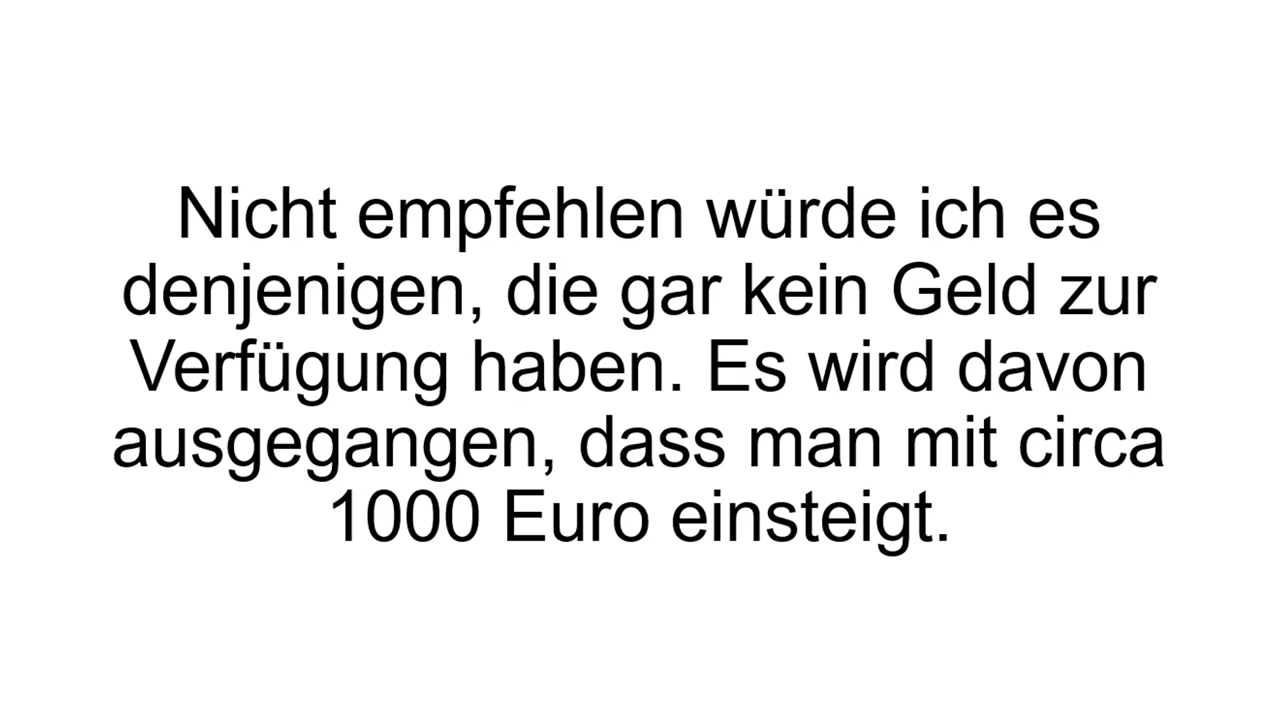 Nicht empfehlen würde ich es
denjenigen, die gar kein Geld zur
Verfügung haben. Es wird davon
ausgegangen, dass man mit circa
1000 Euro einsteigt.